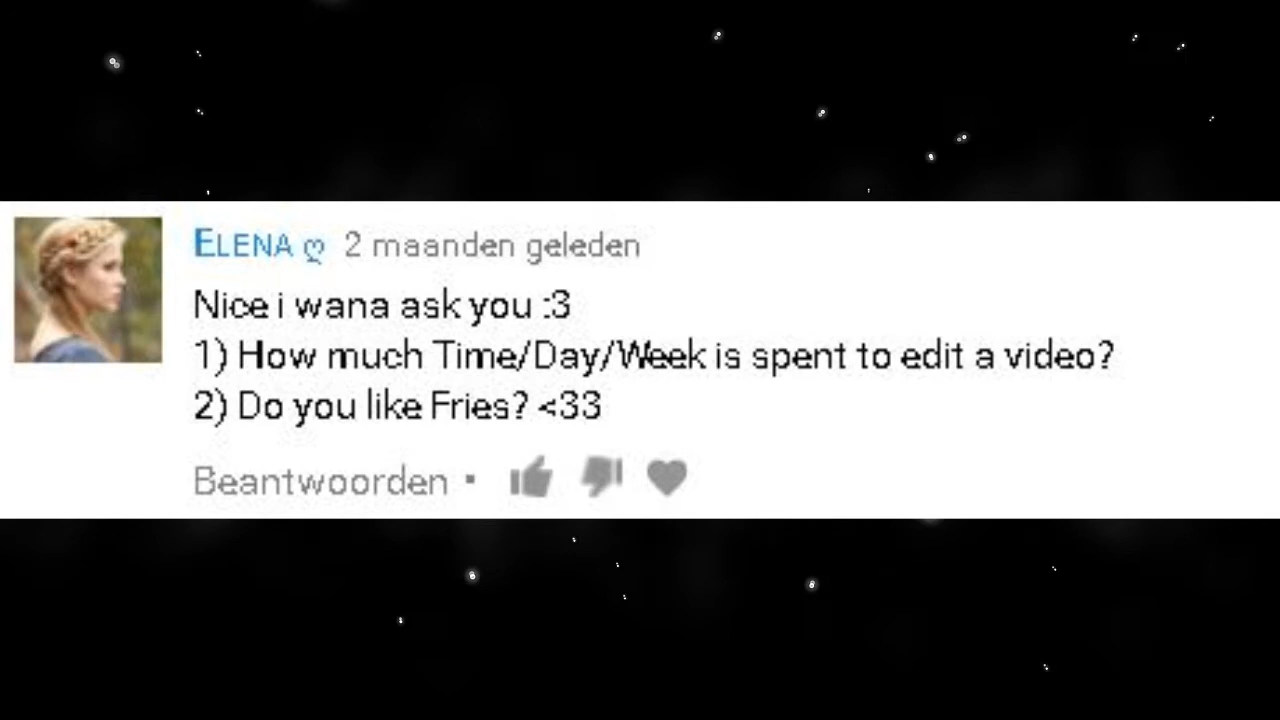 ELENA ღ 2 maanden geleden
Nice i wana ask you :3
1) How much Time/Day/Week is spent to edit a video?
2) Do you like Fries? <33
Beantwoorden ·